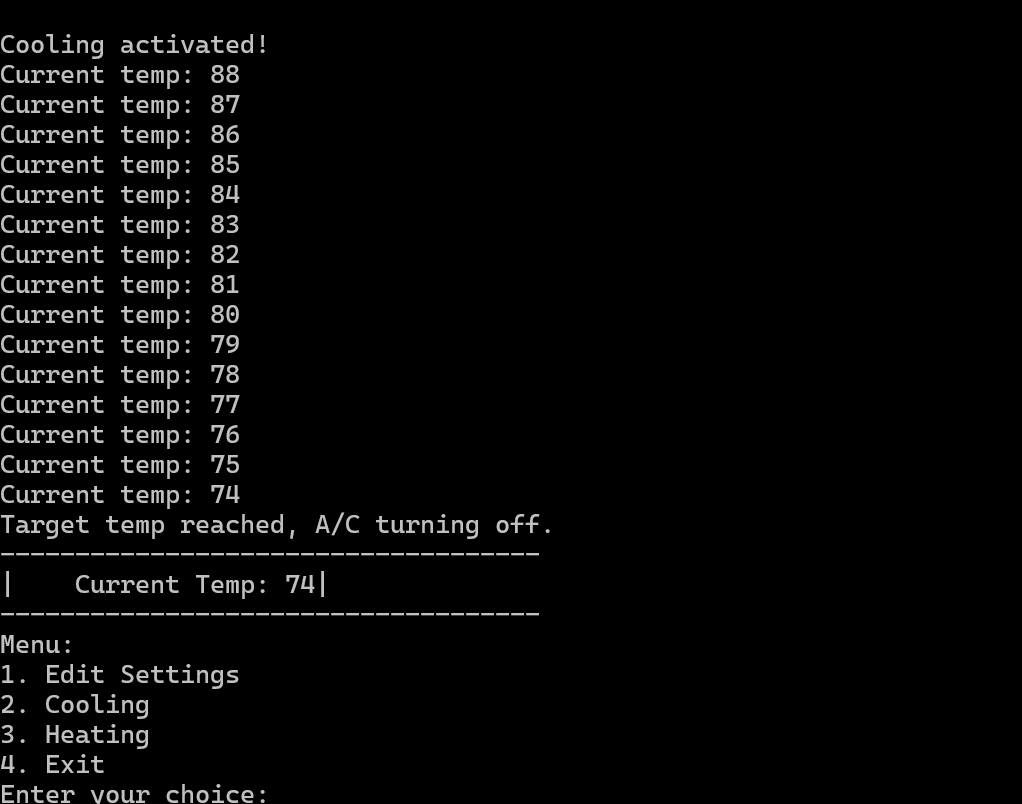 Cooling activated!
Current temp: 88
Current temp: 87
Current temp: 86
Current temp: 85
Current temp: 84
Current temp: 83
Current temp: 82
Current temp: 81
Current temp: 80
Current temp: 79
Current temp: 78
Current temp: 77
Current temp: 76
Current temp: 75
Current temp: 74
Target temp reached, A/C turning off.
------------------------------------
|    Current Temp: 74|
------------------------------------
Menu:
1. Edit Settings
2. Cooling
3. Heating
4. Exit
Enter your choice: